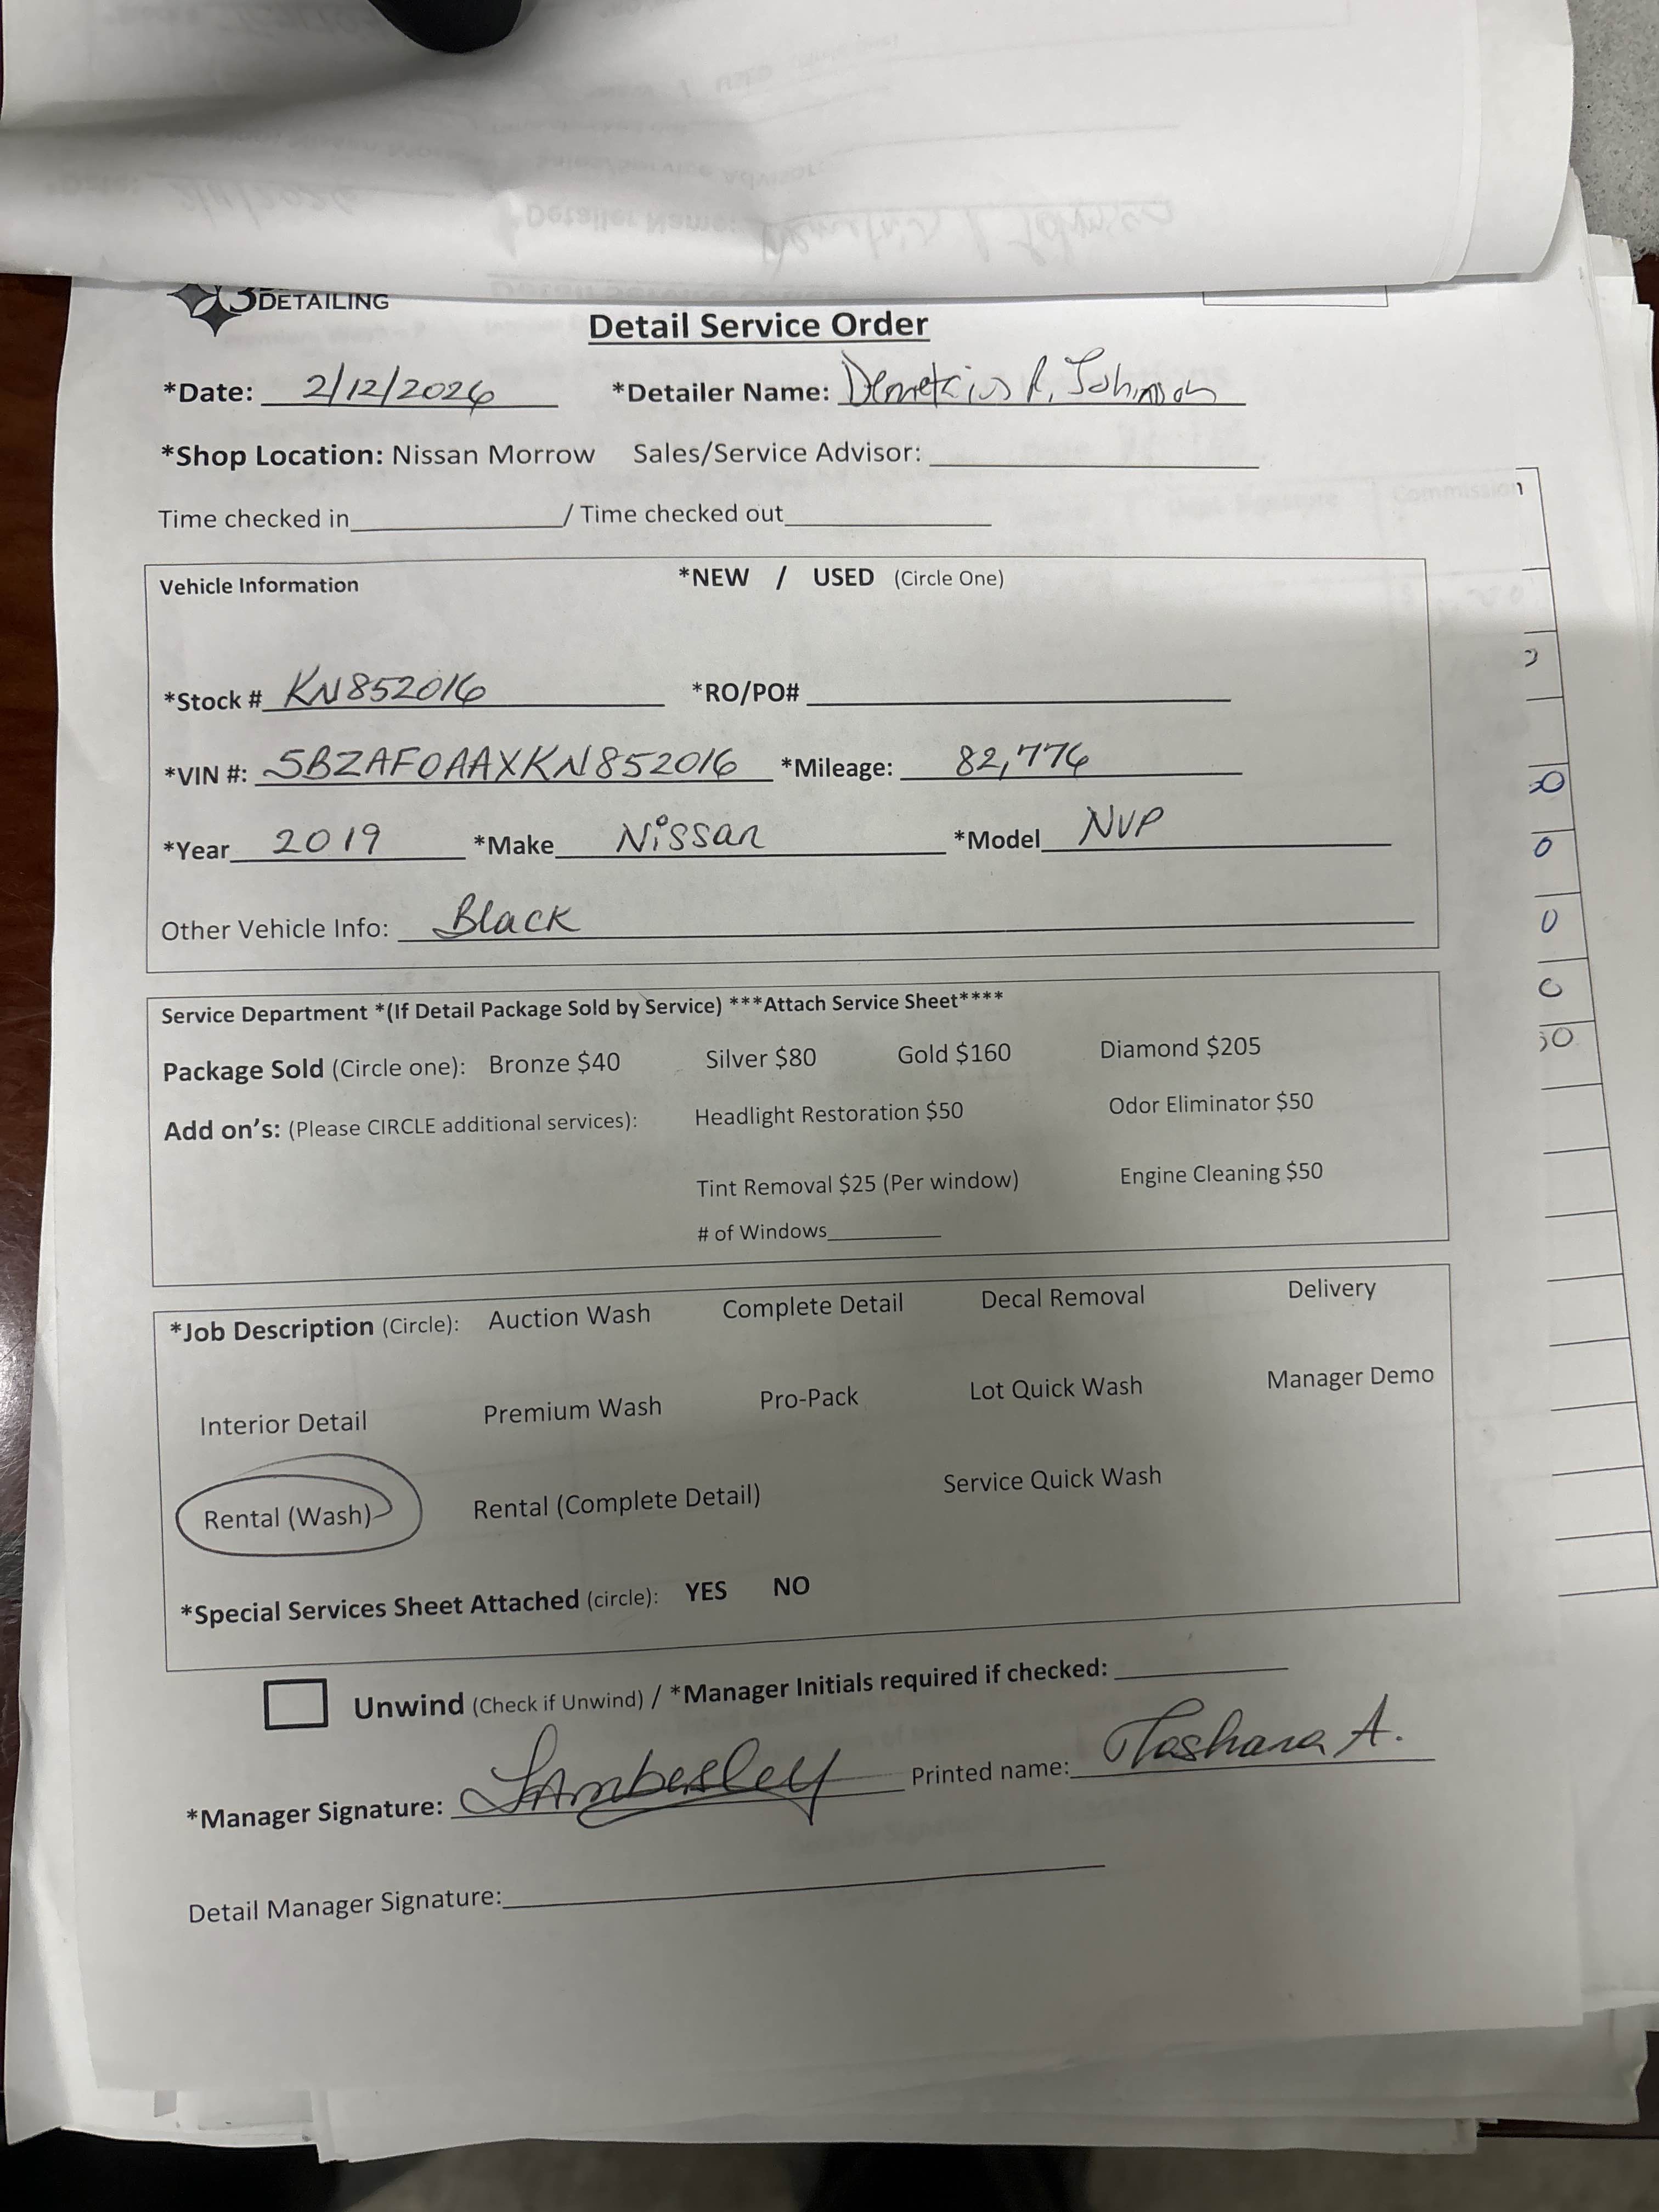 3
DETAILING
Detail Service Order
*Date: 2/12/2026 *Detailer Name: Demetrius R. Johnson
*Shop Location: Nissan Morrow Sales/Service Advisor:
Time checked in / Time checked out
Vehicle Information *NEW / USED (Circle One)
*Stock # KN852016 *RO/PO#
*VIN #: 5BZAF0AAXKN852016 *Mileage: 82,776
*Year 2019 *Make Nissan *Model NVP
Other Vehicle Info: Black
Service Department *(If Detail Package Sold by Service) ***Attach Service Sheet****
Package Sold (Circle one): Bronze $40 Silver $80 Gold $160 Diamond $205
Add on's: (Please CIRCLE additional services): Headlight Restoration $50 Odor Eliminator $50
Tint Removal $25 (Per window) Engine Cleaning $50
# of Windows
*Job Description (Circle): Auction Wash Complete Detail Decal Removal Delivery
Interior Detail Premium Wash Pro-Pack Lot Quick Wash Manager Demo
Rental (Wash) Rental (Complete Detail) Service Quick Wash
*Special Services Sheet Attached (circle): YES NO
Unwind (Check if Unwind) / *Manager Initials required if checked:
*Manager Signature: Printed name: Tashana A.
Detail Manager Signature: